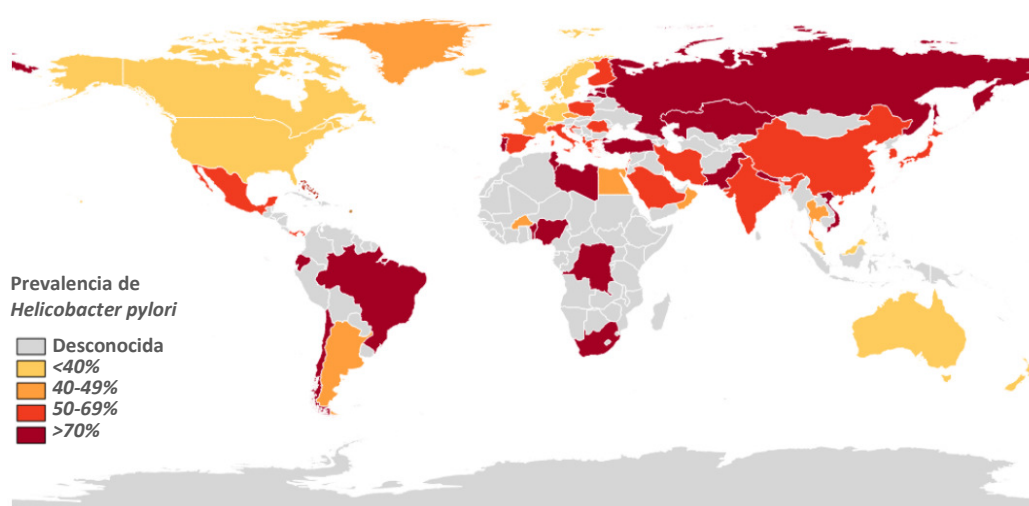 Prevalencia de
Helicobacter pylori
Desconocida
<40%
40-49%
50-69%
>70%